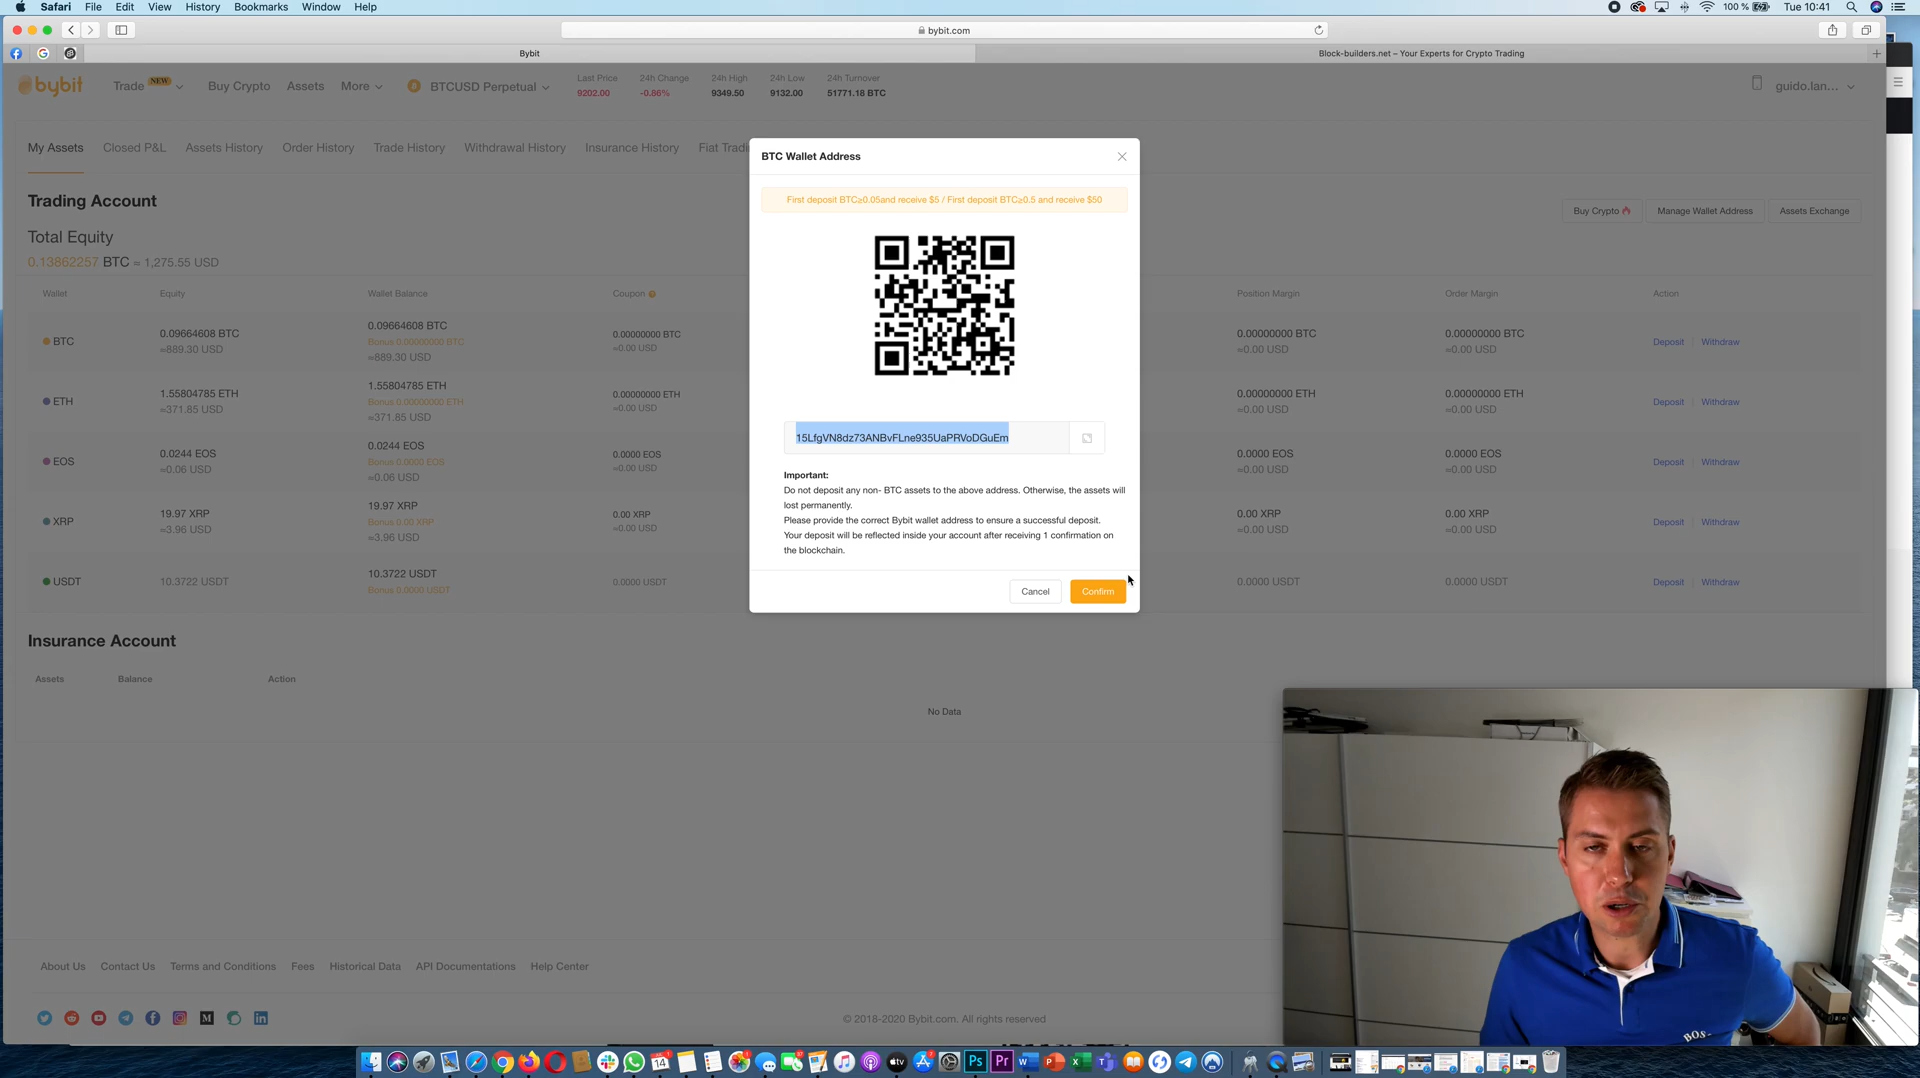 Safari File Edit View History Bookmarks Window Help
100 % Tue 10:41
bybit.com
Bybit
Block-builders.net – Your Experts for Crypto Trading
bybit Trade NEW Buy Crypto Assets More BTCUSD Perpetual
Last Price 24h Change 24h High 24h Low 24h Turnover
9202.00 -0.86% 9349.50 9132.00 51771.18 BTC
guido.lan...
My Assets Closed P&L Assets History Order History Trade History Withdrawal History Insurance History Fiat
Trading Account
Buy Crypto Manage Wallet Address Assets Exchange
Total Equity
0.13862257 BTC = 1,275.55 USD
Wallet Equity Wallet Balance Coupon Position Margin Order Margin Action
BTC 0.09664608 BTC ≈889.30 USD 0.09664608 BTC Bonus 0.00000000 BTC ≈889.30 USD 0.00000000 BTC ≈0.00 USD 0.00000000 BTC ≈0.00 USD 0.00000000 BTC ≈0.00 USD Deposit Withdraw
ETH 1.55804785 ETH ≈371.85 USD 1.55804785 ETH Bonus 0.00000000 ETH ≈371.85 USD 0.00000000 ETH ≈0.00 USD 0.00000000 ETH ≈0.00 USD 0.00000000 ETH ≈0.00 USD Deposit Withdraw
EOS 0.0244 EOS ≈0.06 USD 0.0244 EOS Bonus 0.0000 EOS ≈0.06 USD 0.0000 EOS ≈0.00 USD 0.0000 EOS ≈0.00 USD 0.0000 EOS ≈0.00 USD Deposit Withdraw
XRP 19.97 XRP ≈3.96 USD 19.97 XRP Bonus 0.00 XRP ≈3.96 USD 0.00 XRP ≈0.00 USD 0.00 XRP ≈0.00 USD 0.00 XRP ≈0.00 USD Deposit Withdraw
USDT 10.3722 USDT 10.3722 USDT Bonus 0.0000 USDT 0.0000 USDT 0.0000 USDT 0.0000 USDT Deposit Withdraw
BTC Wallet Address
First deposit BTC≥0.05and receive $5 / First deposit BTC≥0.5 and receive $50
15LfgVN8dz73ANBvFLne935UaPRVoDGuEm
Important:
Do not deposit any non- BTC assets to the above address. Otherwise, the assets will
lost permanently.
Please provide the correct Bybit wallet address to ensure a successful deposit.
Your deposit will be reflected inside your account after receiving 1 confirmation on
the blockchain.
Cancel Confirm
Insurance Account
Assets Balance Action
No Data
About Us Contact Us Terms and Conditions Fees Historical Data API Documentations Help Center
© 2018-2020 Bybit.com. All rights reserved
BOS